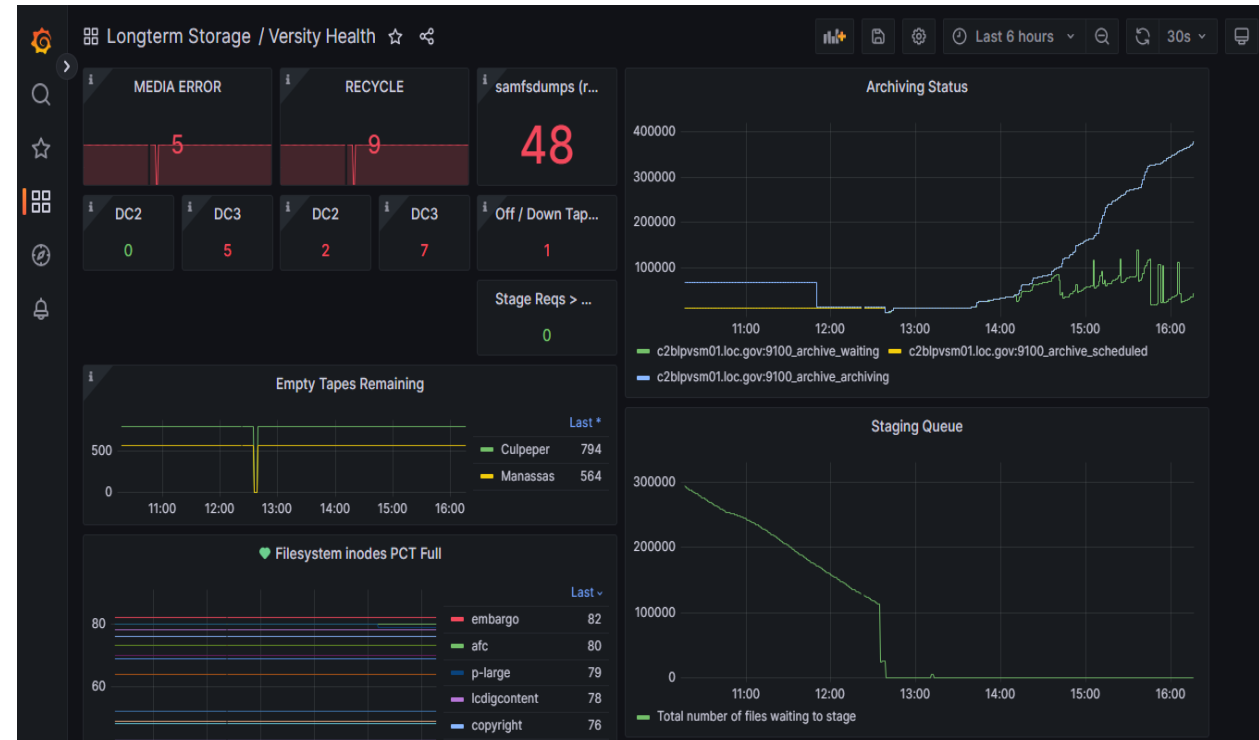 Longterm Storage / Versity Health
Last 6 hours
30s
MEDIA ERROR
5
RECYCLE
9
samfsdumps (r...
48
DC2
0
DC3
5
DC2
2
DC3
7
Off / Down Tap...
1
Stage Reqs > ...
0
Empty Tapes Remaining
500
0
11:00 12:00 13:00 14:00 15:00 16:00
Last *
Culpeper 794
Manassas 564
Filesystem inodes PCT Full
80
60
Last
embargo 82
afc 80
p-large 79
lcdigcontent 78
copyright 76
Archiving Status
400000
300000
200000
100000
11:00 12:00 13:00 14:00 15:00 16:00
c2blpvsm01.loc.gov:9100_archive_waiting c2blpvsm01.loc.gov:9100_archive_scheduled
c2blpvsm01.loc.gov:9100_archive_archiving
Staging Queue
300000
200000
100000
0
11:00 12:00 13:00 14:00 15:00 16:00
Total number of files waiting to stage